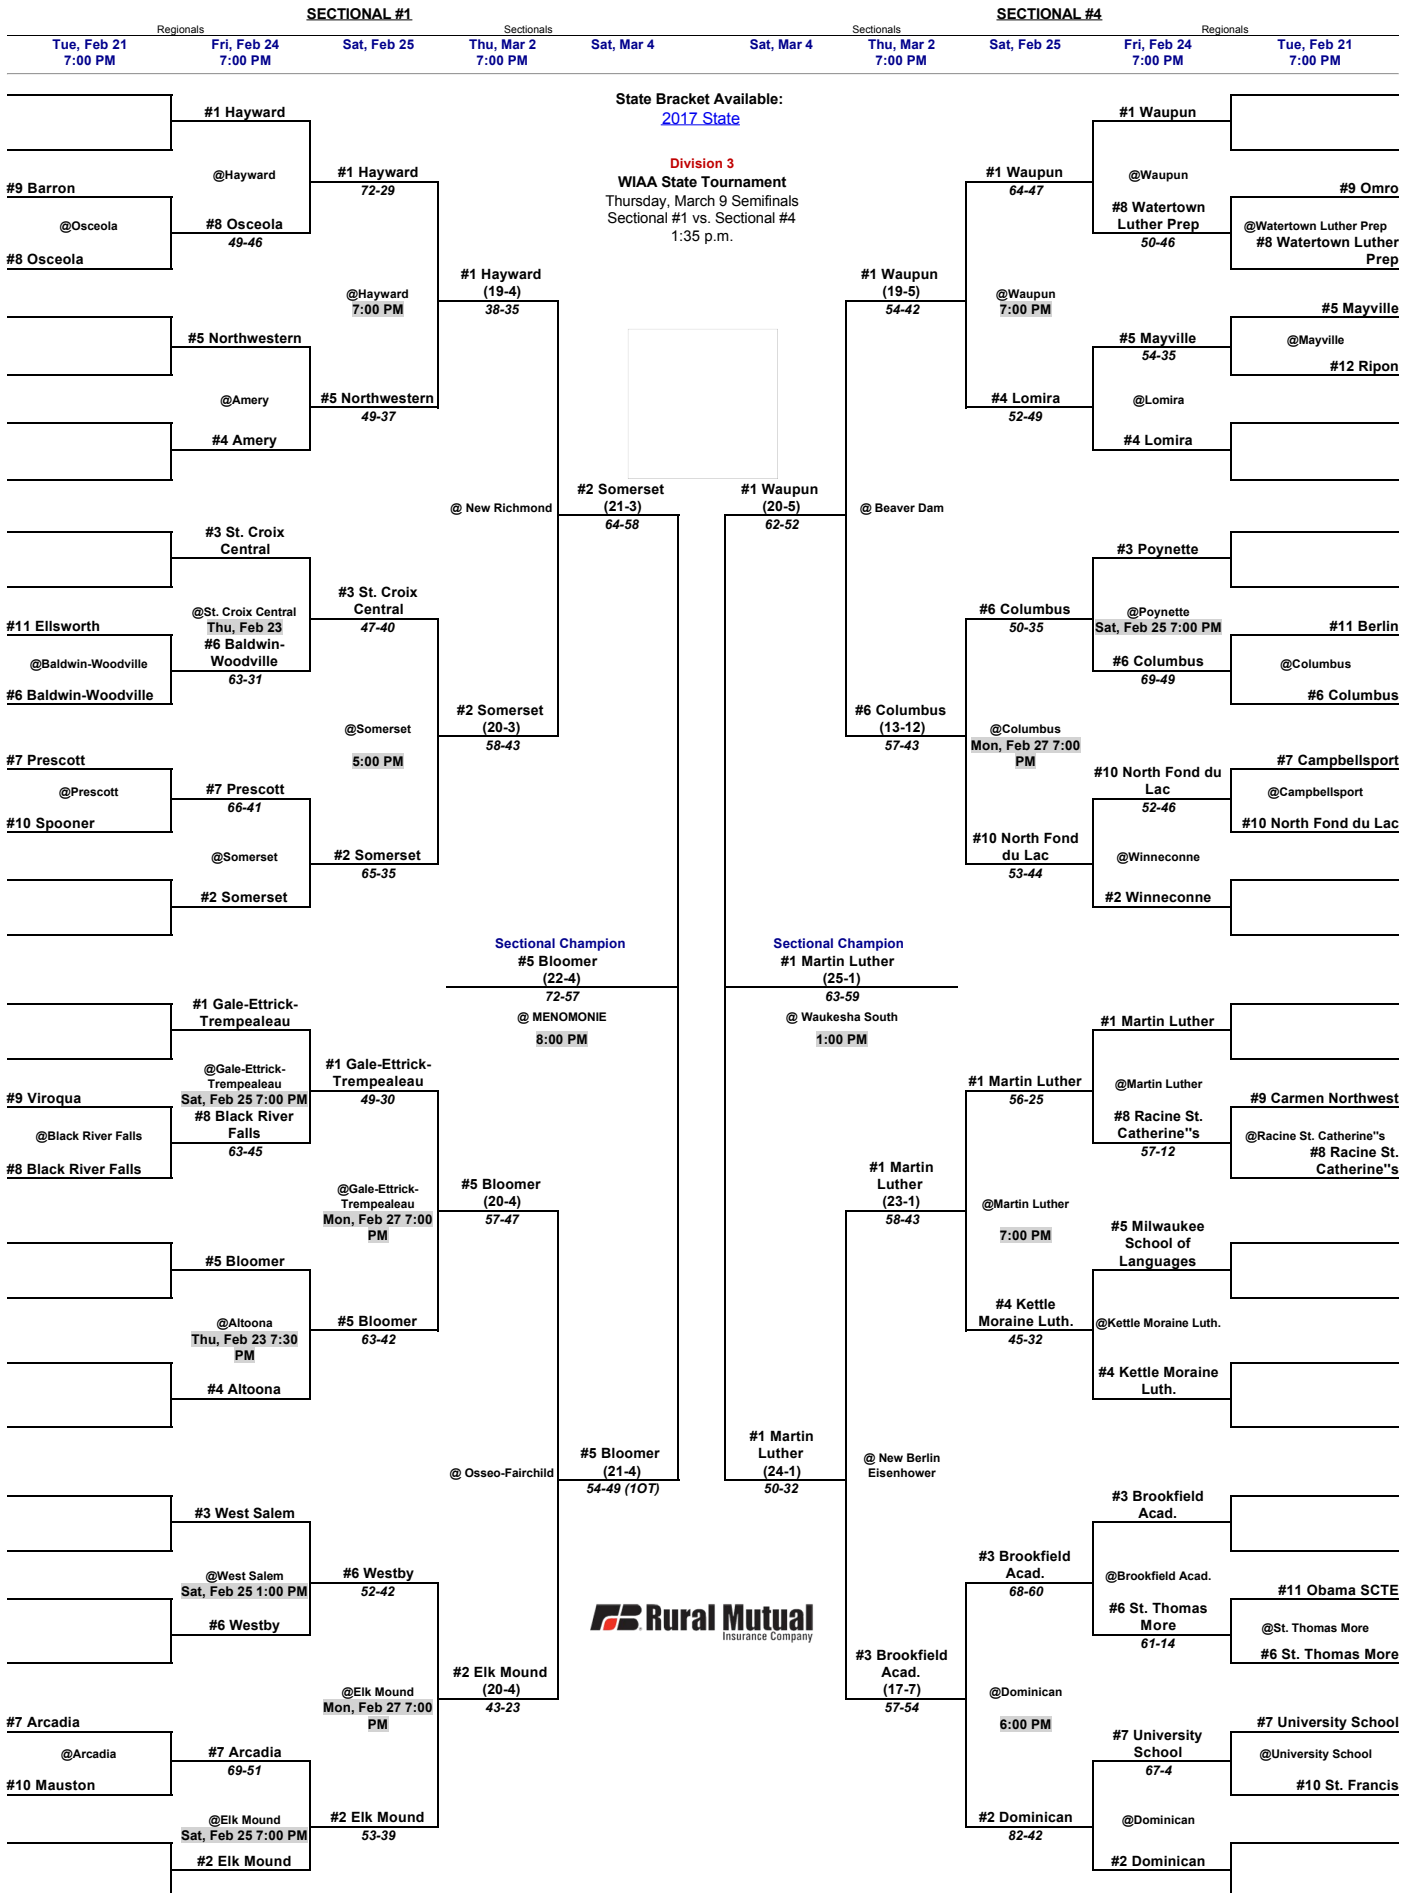 SECTIONAL #1
SECTIONAL #4
Regionals
Sectionals
Sectionals
Regionals
Tue, Feb 21
7:00 PM
Fri, Feb 24
7:00 PM
Sat, Feb 25
Thu, Mar 2
7:00 PM
Sat, Mar 4
Sat, Mar 4
Thu, Mar 2
7:00 PM
Sat, Feb 25
Fri, Feb 24
7:00 PM
Tue, Feb 21
7:00 PM
State Bracket Available:
2017 State
Division 3
WIAA State Tournament
Thursday, March 9 Semifinals
Sectional #1 vs. Sectional #4
1:35 p.m.
#9 Barron
@Osceola
#8 Osceola
#11 Ellsworth
@Baldwin-Woodville
#6 Baldwin-Woodville
#7 Prescott
@Prescott
#10 Spooner
#9 Viroqua
@Black River Falls
#8 Black River Falls
#7 Arcadia
@Arcadia
#10 Mauston
#1 Hayward
@Hayward
#8 Osceola
49-46
#5 Northwestern
@Amery
#4 Amery
#3 St. Croix
Central
@St. Croix Central
Thu, Feb 23
#6 Baldwin-
Woodville
63-31
#7 Prescott
66-41
@Somerset
#2 Somerset
#1 Gale-Ettrick-
Trempealeau
@Gale-Ettrick-
Trempealeau
Sat, Feb 25 7:00 PM
#8 Black River
Falls
63-45
#5 Bloomer
@Altoona
Thu, Feb 23 7:30
PM
#4 Altoona
#3 West Salem
@West Salem
Sat, Feb 25 1:00 PM
#6 Westby
#7 Arcadia
69-51
@Elk Mound
Sat, Feb 25 7:00 PM
#2 Elk Mound
#1 Hayward
72-29
@Hayward
7:00 PM
#5 Northwestern
49-37
#3 St. Croix
Central
47-40
@Somerset
5:00 PM
#2 Somerset
65-35
#1 Gale-Ettrick-
Trempealeau
49-30
@Gale-Ettrick-
Trempealeau
Mon, Feb 27 7:00
PM
#5 Bloomer
63-42
#6 Westby
52-42
@Elk Mound
Mon, Feb 27 7:00
PM
#2 Elk Mound
53-39
#1 Hayward
(19-4)
38-35
@ New Richmond
#2 Somerset
(20-3)
58-43
#5 Bloomer
(20-4)
57-47
@ Osseo-Fairchild
#2 Elk Mound
(20-4)
43-23
#2 Somerset
(21-3)
64-58
Sectional Champion
#5 Bloomer
(22-4)
72-57
@ MENOMONIE
8:00 PM
#5 Bloomer
(21-4)
54-49 (1OT)
Rural Mutual
Insurance Company
#1 Waupun
(20-5)
62-52
Sectional Champion
#1 Martin Luther
(25-1)
63-59
@ Waukesha South
1:00 PM
#1 Martin
Luther
(24-1)
50-32
#1 Waupun
(19-5)
54-42
@ Beaver Dam
#6 Columbus
(13-12)
57-43
#1 Martin
Luther
(23-1)
58-43
@ New Berlin
Eisenhower
#3 Brookfield
Acad.
(17-7)
57-54
#1 Waupun
64-47
@Waupun
7:00 PM
#4 Lomira
52-49
#6 Columbus
50-35
@Columbus
Mon, Feb 27 7:00
PM
#10 North Fond
du Lac
53-44
#1 Martin Luther
56-25
@Martin Luther
7:00 PM
#4 Kettle
Moraine Luth.
45-32
#3 Brookfield
Acad.
68-60
@Dominican
6:00 PM
#2 Dominican
82-42
#1 Waupun
@Waupun
#8 Watertown
Luther Prep
50-46
#5 Mayville
54-35
@Lomira
#4 Lomira
#3 Poynette
@Poynette
Sat, Feb 25 7:00 PM
#6 Columbus
69-49
#10 North Fond du
Lac
52-46
@Winneconne
#2 Winneconne
#1 Martin Luther
@Martin Luther
#8 Racine St.
Catherine"s
57-12
#5 Milwaukee
School of
Languages
@Kettle Moraine Luth.
#4 Kettle Moraine
Luth.
#3 Brookfield
Acad.
@Brookfield Acad.
#6 St. Thomas
More
61-14
#7 University
School
67-4
@Dominican
#2 Dominican
#9 Omro
@Watertown Luther Prep
#8 Watertown Luther
Prep
#5 Mayville
@Mayville
#12 Ripon
#11 Berlin
@Columbus
#6 Columbus
#7 Campbellsport
@Campbellsport
#10 North Fond du Lac
#9 Carmen Northwest
@Racine St. Catherine"s
#8 Racine St.
Catherine"s
#11 Obama SCTE
@St. Thomas More
#6 St. Thomas More
#7 University School
@University School
#10 St. Francis